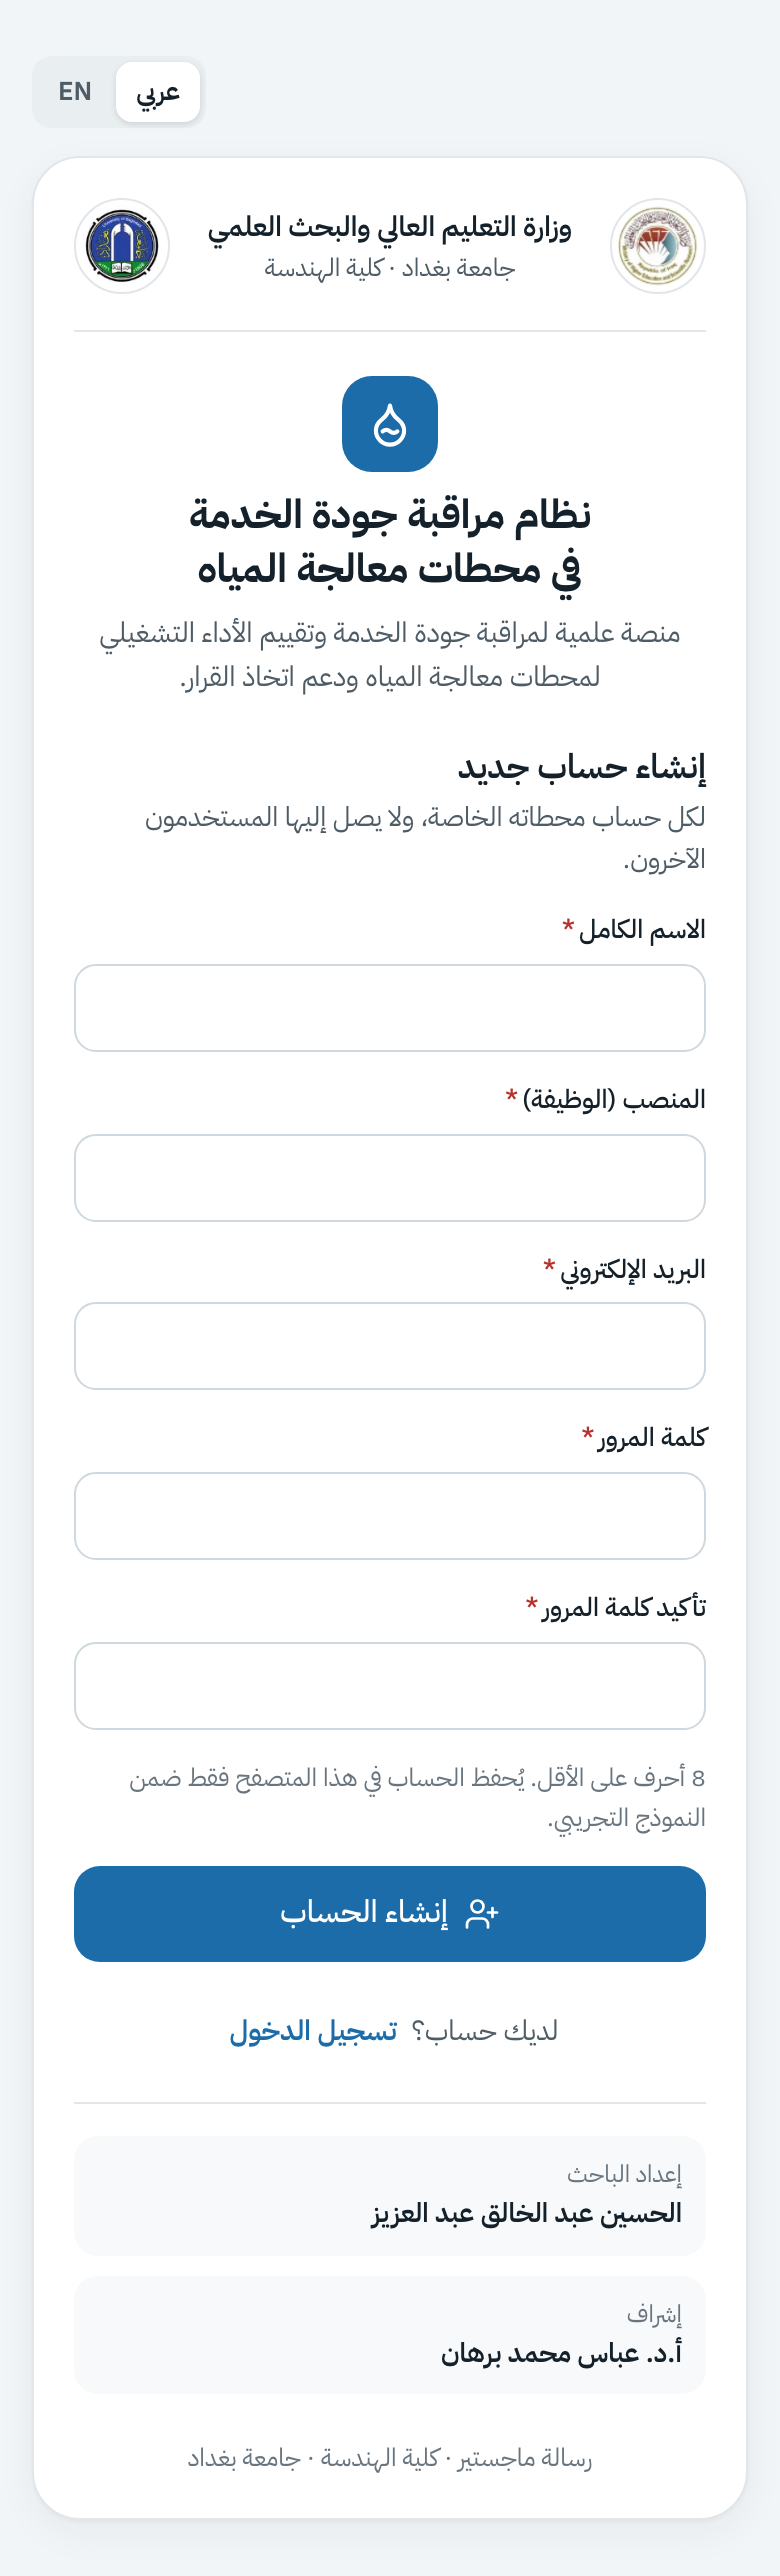 عربي
EN
وزارة التعليم العالي والبحث العلمي
جامعة بغداد · كلية الهندسة
نظام مراقبة جودة الخدمة
في محطات معالجة المياه
منصة علمية لمراقبة جودة الخدمة وتقييم الأداء التشغيلي
لمحطات معالجة المياه ودعم اتخاذ القرار.
إنشاء حساب جديد
لكل حساب محطاته الخاصة، ولا يصل إليها المستخدمون
الآخرون.
الاسم الكامل *
المنصب (الوظيفة) *
البريد الإلكتروني *
كلمة المرور *
تأكيد كلمة المرور *
8 أحرف على الأقل. يُحفظ الحساب في هذا المتصفح فقط ضمن
النموذج التجريبي.
إنشاء الحساب
لديك حساب؟ تسجيل الدخول
إعداد الباحث
الحسين عبد الخالق عبد العزيز
إشراف
أ.د. عباس محمد برهان
رسالة ماجستير · كلية الهندسة · جامعة بغداد